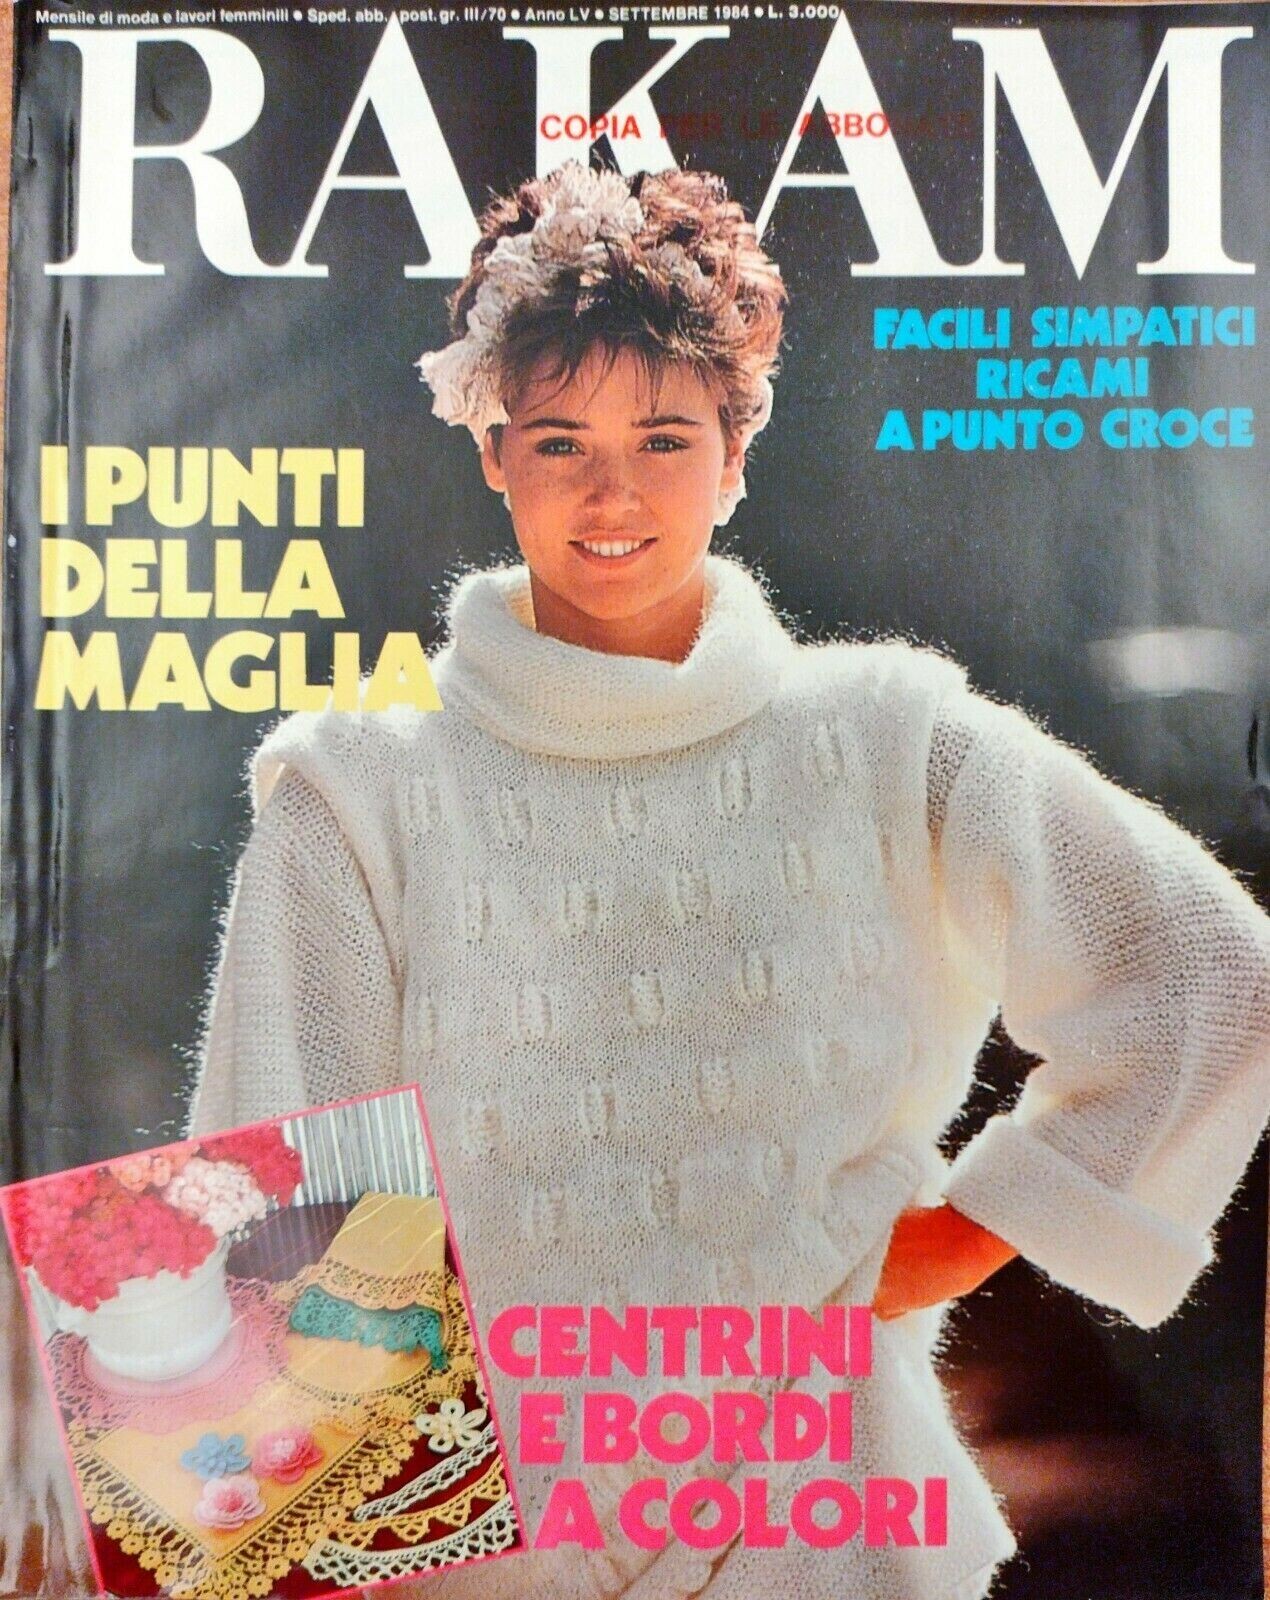 Mensile di moda e lavori femminili • Sped. abb. post. gr. III/70 • Anno LV • SETTEMBRE 1984 • L. 3.000
RAKAM
COPIA PER LE ABBONATE
FACILI SIMPATICI
RICAMI
A PUNTO CROCE
I PUNTI
DELLA
MAGLIA
CENTRINI
E BORDI
A COLORI